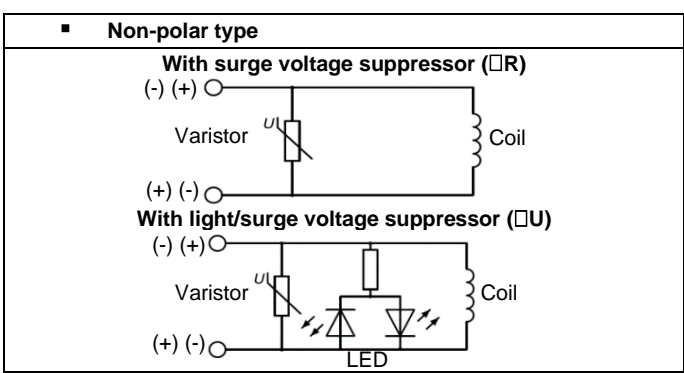 ▪ Non-polar type
With surge voltage suppressor (□R)
(-) (+)
Varistor U Coil
(+) (-)
With light/surge voltage suppressor (□U)
(-) (+)
Varistor U Coil
(+) (-)
LED